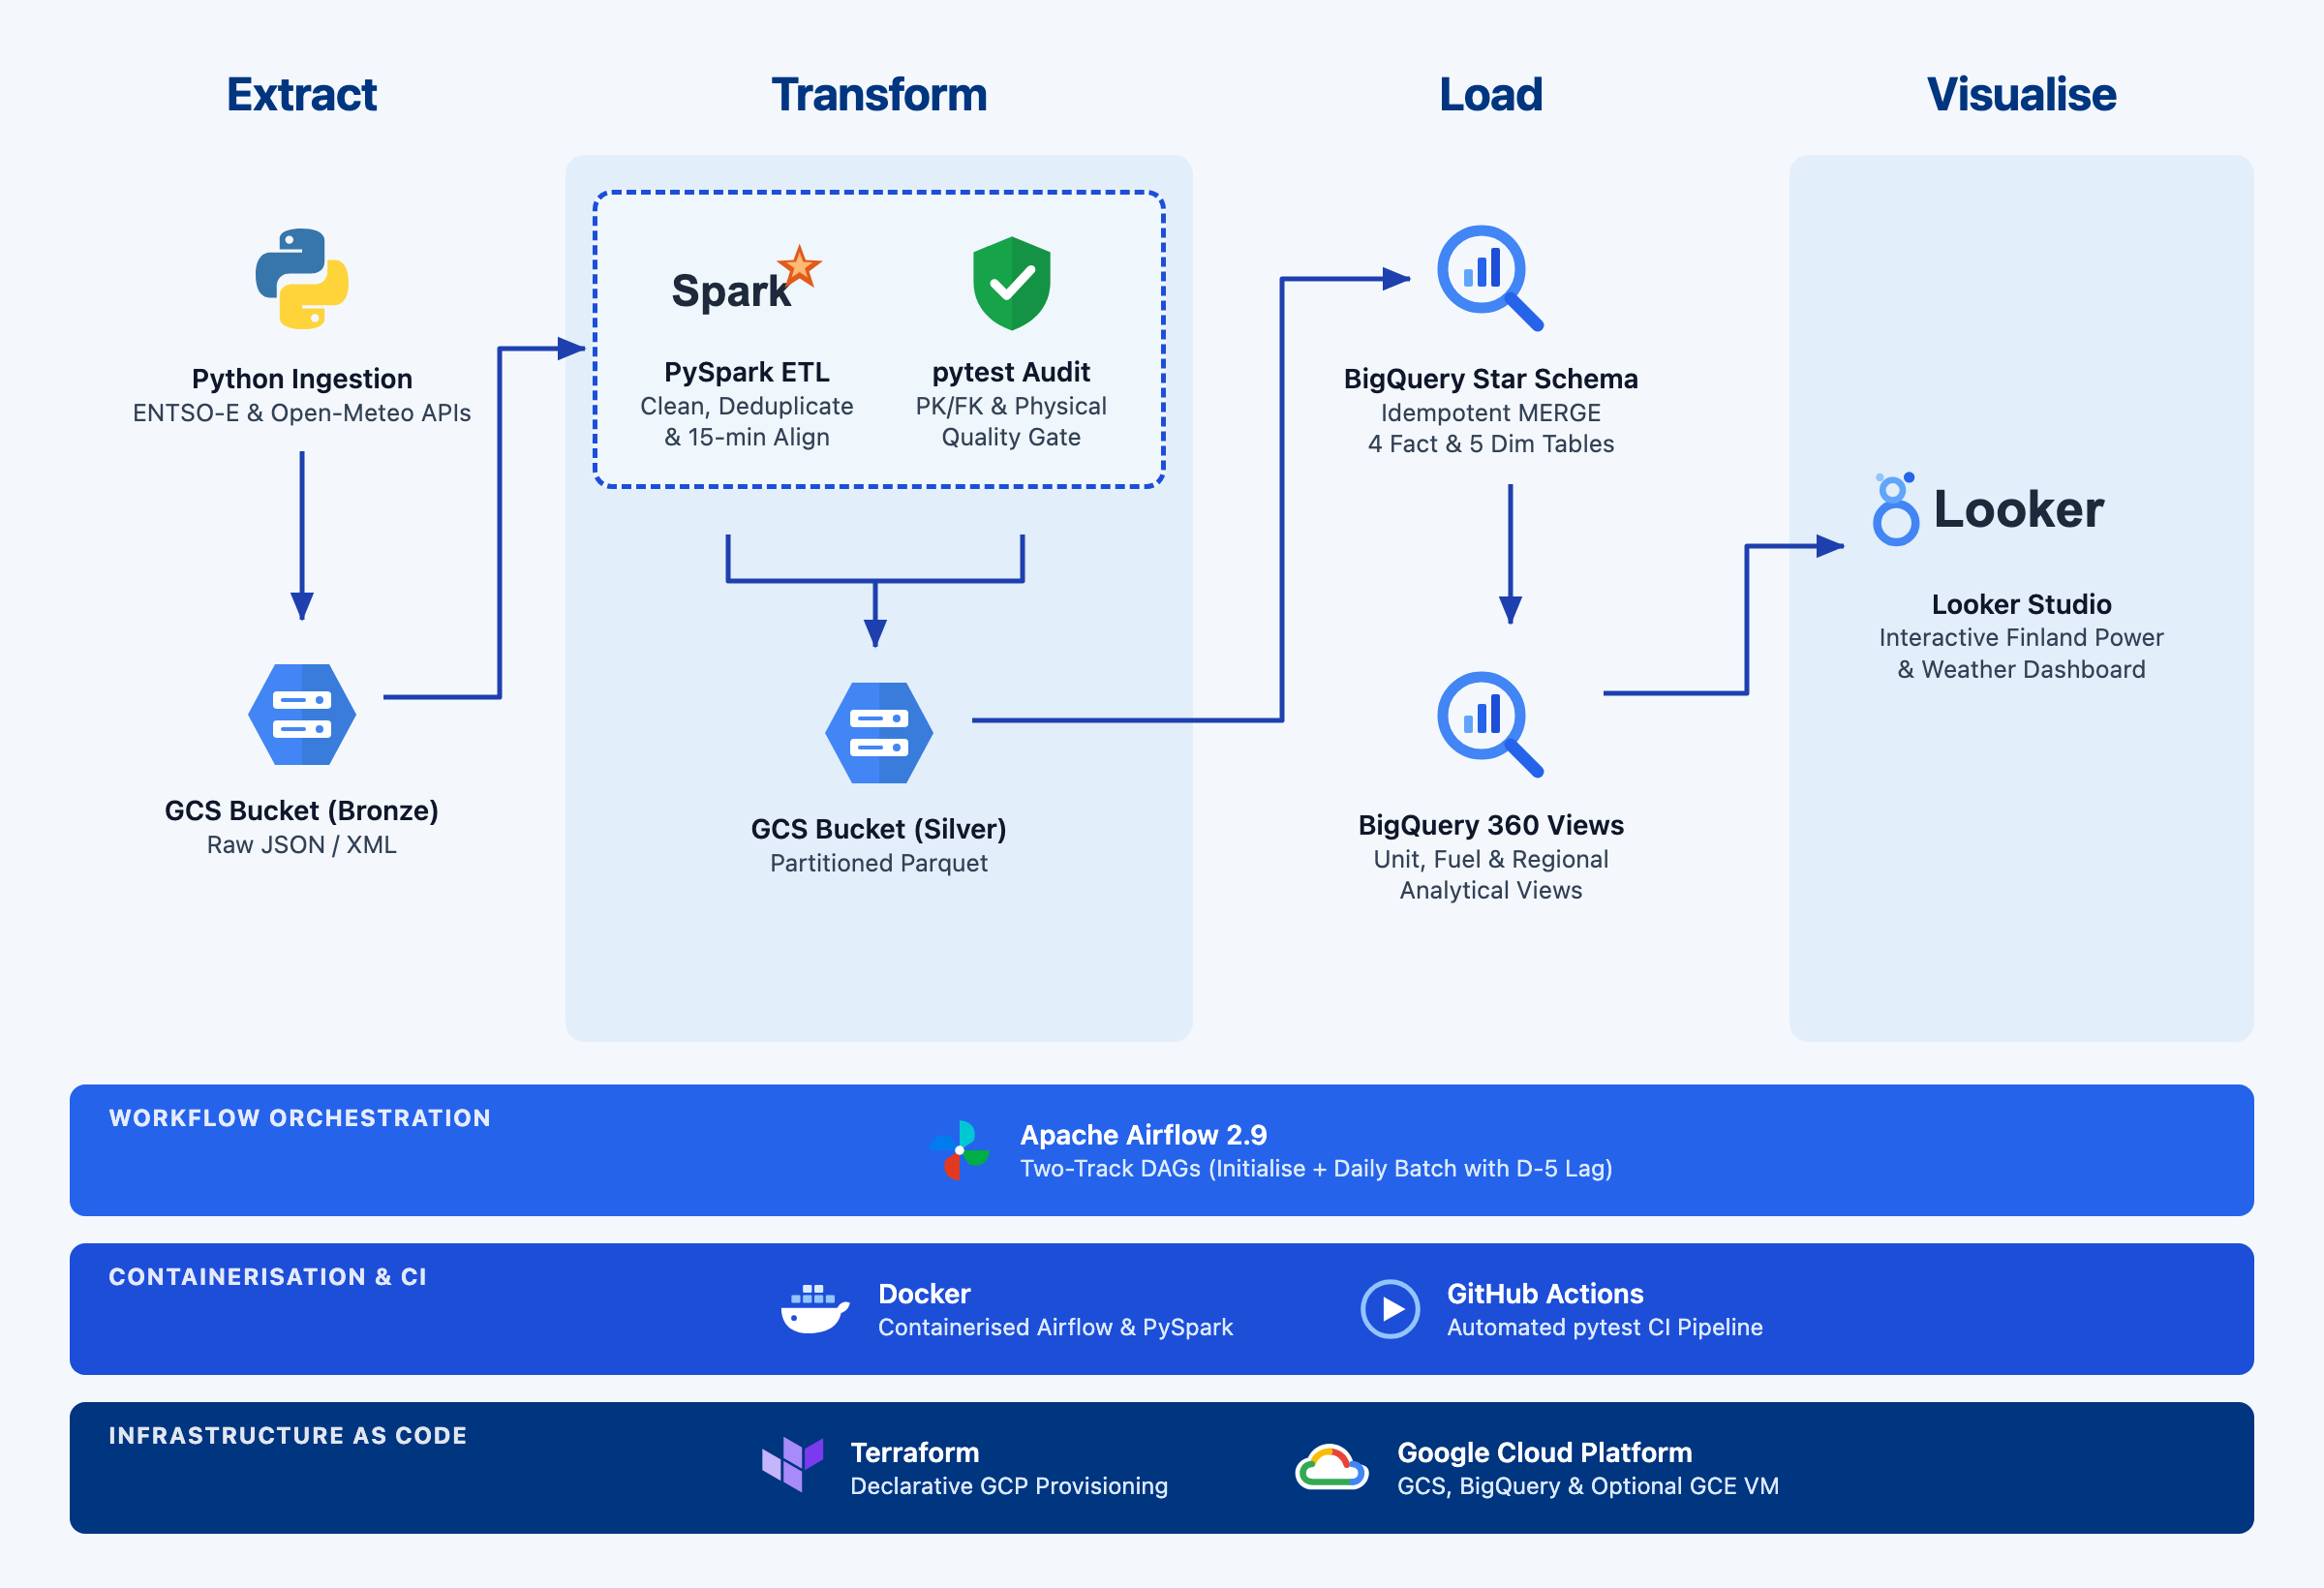 Extract
Transform
Load
Visualise
Python Ingestion
ENTSO-E & Open-Meteo APIs
GCS Bucket (Bronze)
Raw JSON / XML
Spark
PySpark ETL
Clean, Deduplicate
& 15-min Align
pytest Audit
PK/FK & Physical
Quality Gate
GCS Bucket (Silver)
Partitioned Parquet
BigQuery Star Schema
Idempotent MERGE
4 Fact & 5 Dim Tables
BigQuery 360 Views
Unit, Fuel & Regional
Analytical Views
Looker
Looker Studio
Interactive Finland Power
& Weather Dashboard
WORKFLOW ORCHESTRATION
Apache Airflow 2.9
Two-Track DAGs (Initialise + Daily Batch with D-5 Lag)
CONTAINERISATION & CI
Docker
Containerised Airflow & PySpark
GitHub Actions
Automated pytest CI Pipeline
INFRASTRUCTURE AS CODE
Terraform
Declarative GCP Provisioning
Google Cloud Platform
GCS, BigQuery & Optional GCE VM